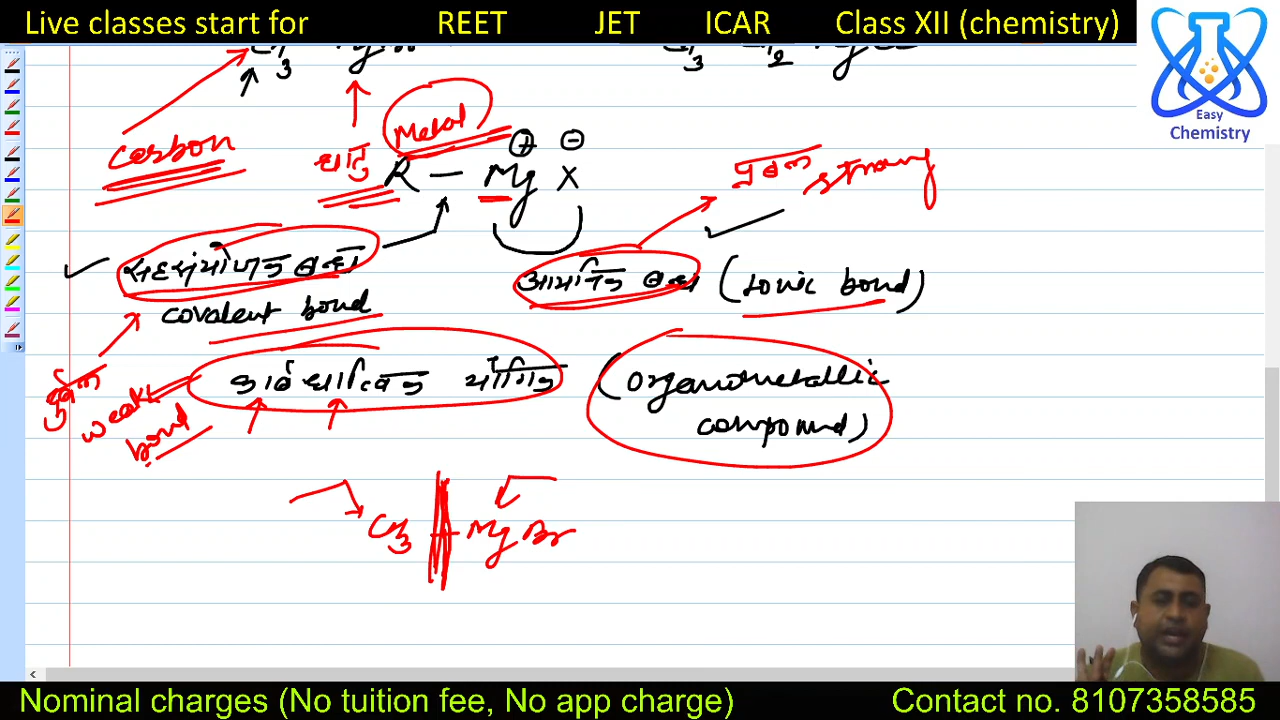 Live classes start for REET JET ICAR Class XII (chemistry)
Easy
Chemistry
Carbon
धातु
Metal
R — Mg X
⊕ ⊖
प्रबल strong
सहसंयोजक बन्ध
covalent bond
आयनिक बन्ध (Ionic bond)
दुर्बल
weak
bond
कार्बधात्विक यौगिक (organometallic
compound)
CH3 Mg Br
Nominal charges (No tuition fee, No app charge) Contact no. 8107358585